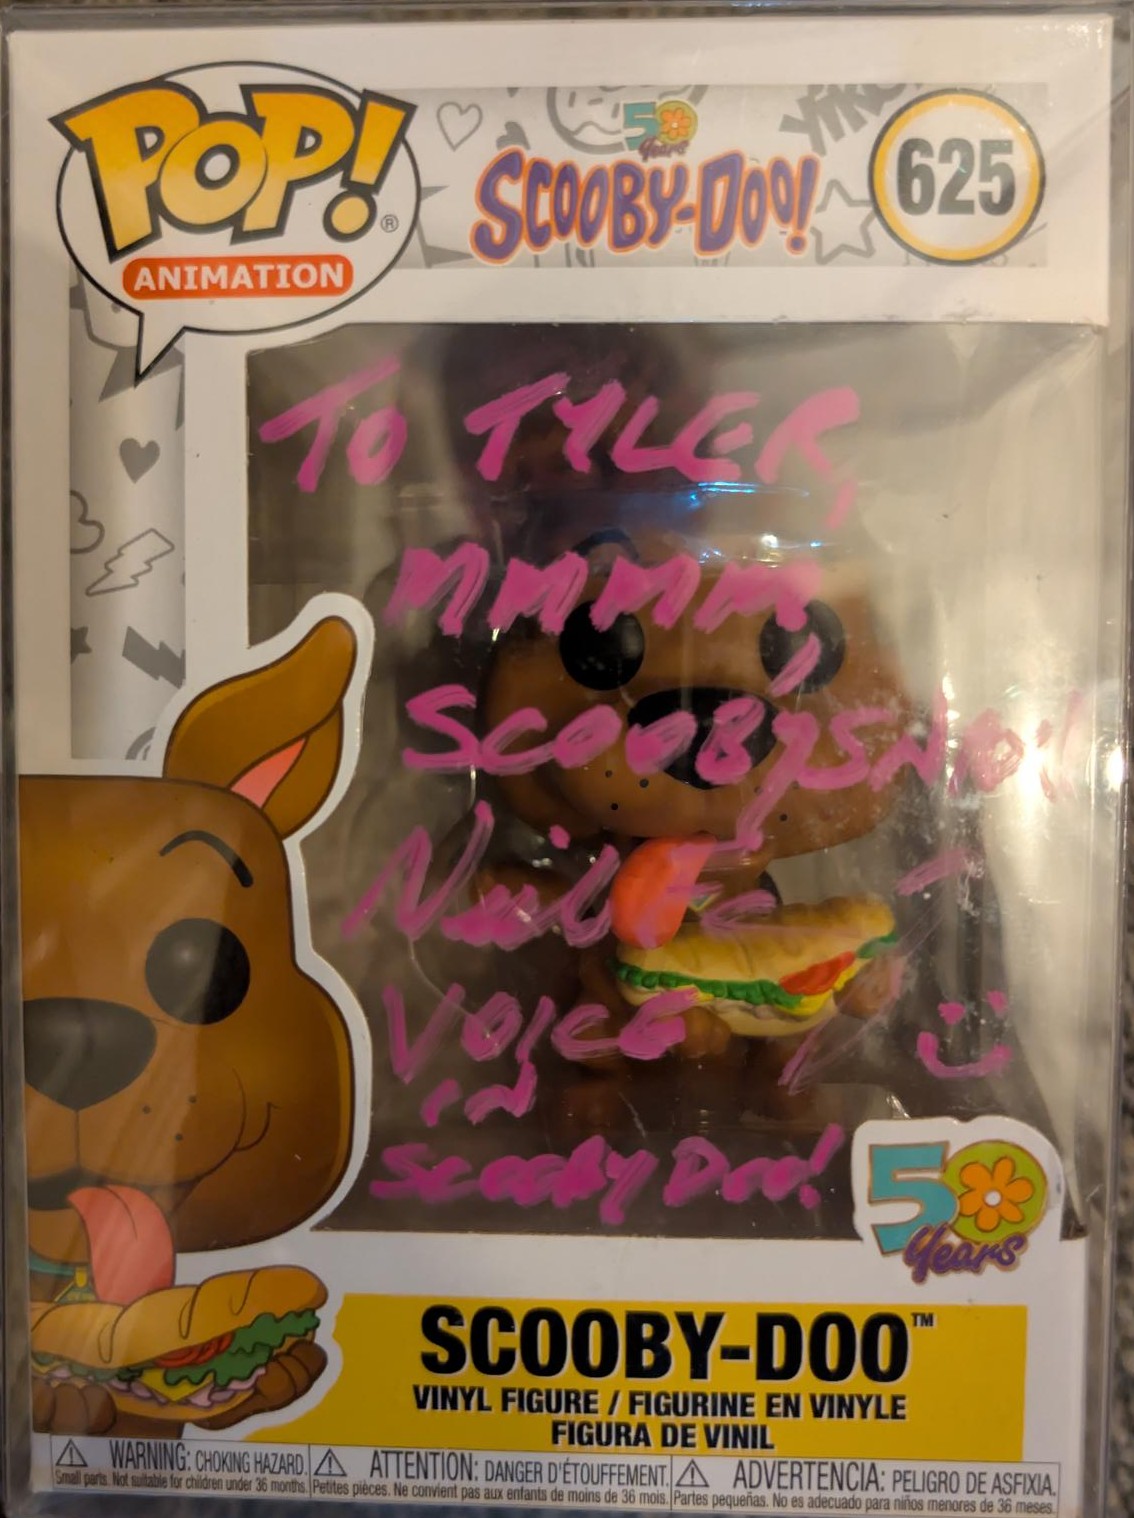 POP!®
ANIMATION
50
Years
SCOOBY-DOO!
625
TO TYLER,
MMMM,
SCOOBYSNAX!
VOICE
IN
SCOOBY DOO!
50
Years
SCOOBY-DOO™
VINYL FIGURE / FIGURINE EN VINYLE
FIGURA DE VINIL
WARNING: CHOKING HAZARD.
Small parts. Not suitable for children under 36 months.
ATTENTION: DANGER D'ÉTOUFFEMENT.
Petites pièces. Ne convient pas aux enfants de moins de 36 mois.
ADVERTENCIA: PELIGRO DE ASFIXIA.
Partes pequeñas. No es adecuado para niños menores de 36 meses.